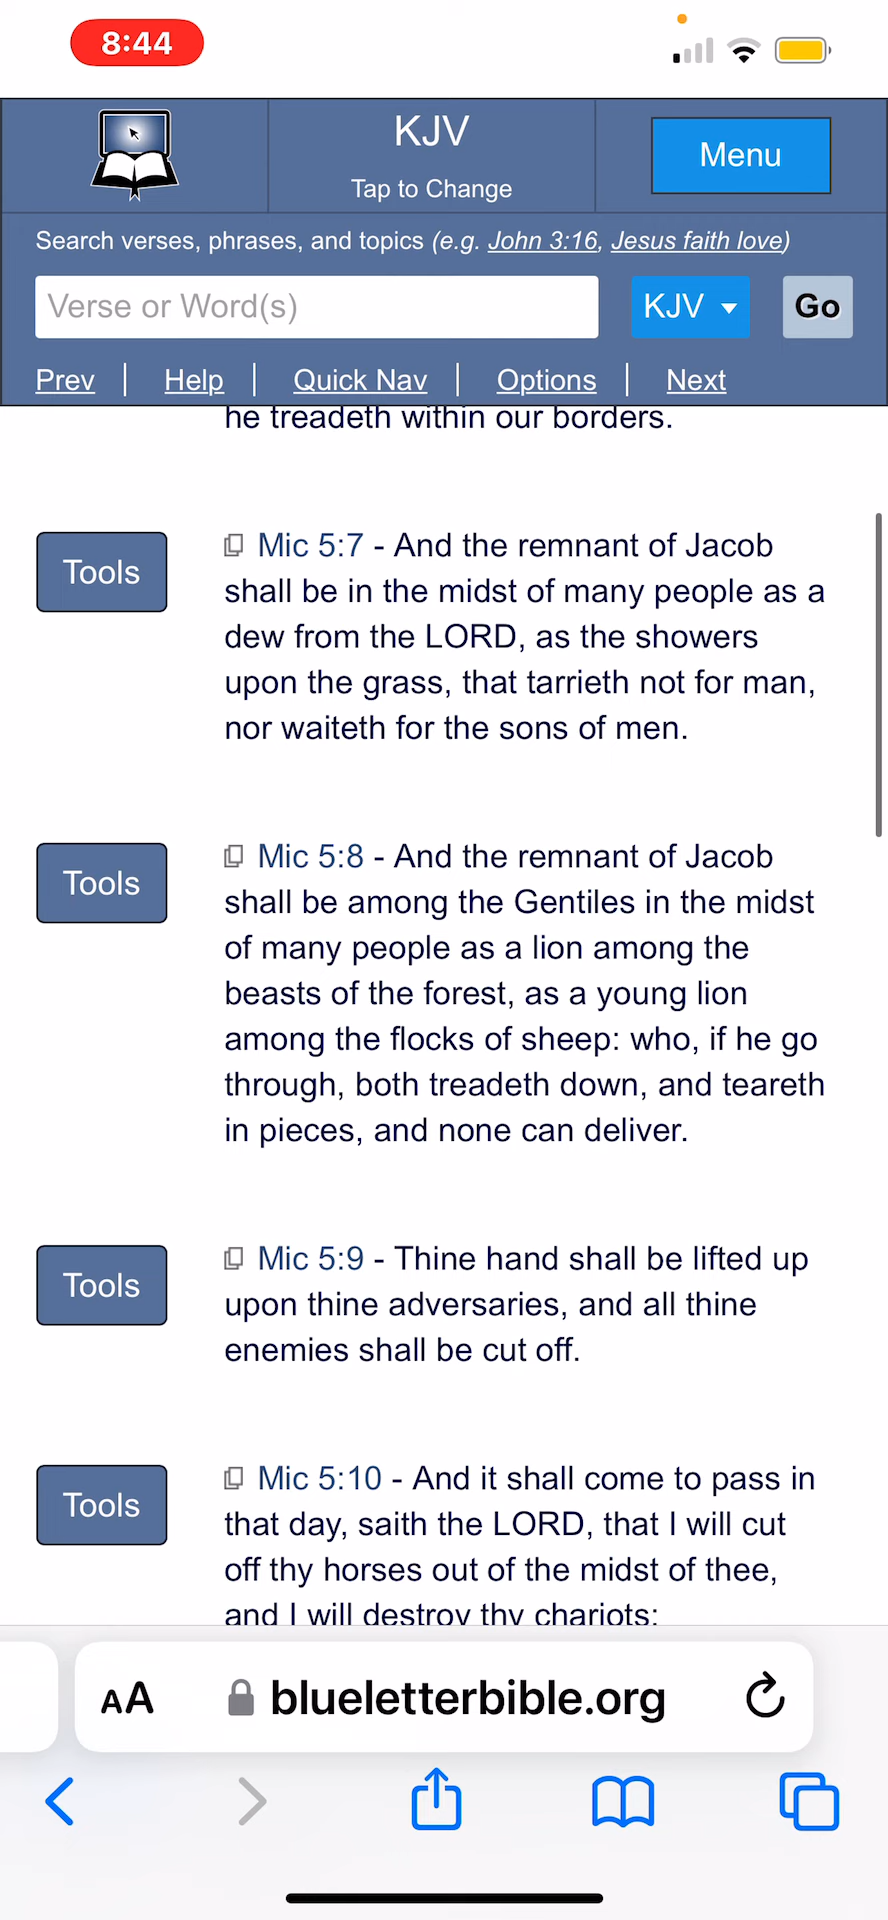 8:44
KJV
Tap to Change
Menu
Search verses, phrases, and topics (e.g. John 3:16, Jesus faith love)
Verse or Word(s)
KJV
Go
Prev | Help | Quick Nav | Options | Next
he treadeth within our borders.
Tools
Mic 5:7 - And the remnant of Jacob
shall be in the midst of many people as a
dew from the LORD, as the showers
upon the grass, that tarrieth not for man,
nor waiteth for the sons of men.
Tools
Mic 5:8 - And the remnant of Jacob
shall be among the Gentiles in the midst
of many people as a lion among the
beasts of the forest, as a young lion
among the flocks of sheep: who, if he go
through, both treadeth down, and teareth
in pieces, and none can deliver.
Tools
Mic 5:9 - Thine hand shall be lifted up
upon thine adversaries, and all thine
enemies shall be cut off.
Tools
Mic 5:10 - And it shall come to pass in
that day, saith the LORD, that I will cut
off thy horses out of the midst of thee,
and I will destroy thy chariots:
AA
blueletterbible.org